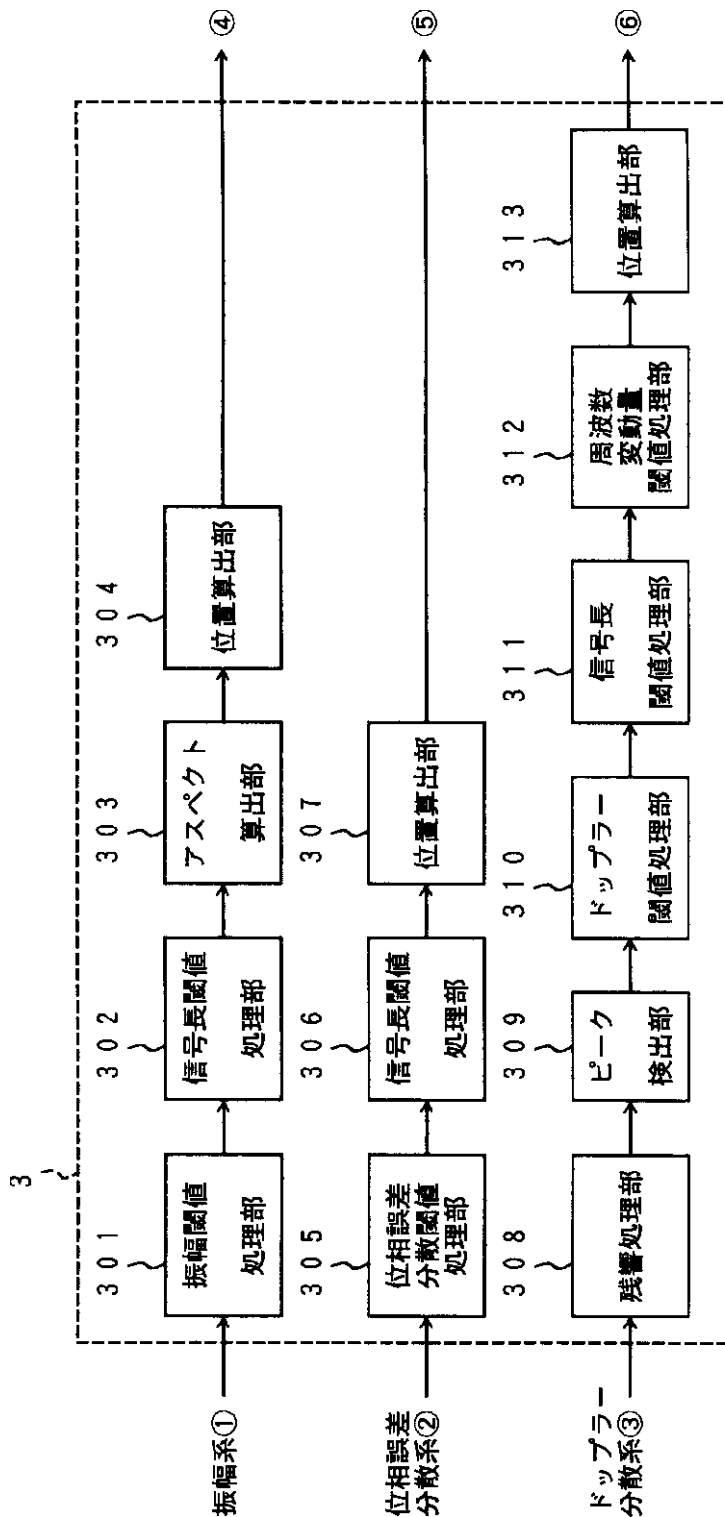 3
振幅系①
301
振幅閾値
処理部
302
信号長閾値
処理部
303
アスペクト
算出部
304
位置算出部
④
位相誤差
分散系②
305
位相誤差
分散閾値
処理部
306
信号長閾値
処理部
307
位置算出部
⑤
ドップラー
分散系③
308
残響処理部
309
ピーク
検出部
310
ドップラー
閾値処理部
311
信号長
閾値処理部
312
周波数
変動量
閾値処理部
313
位置算出部
⑥